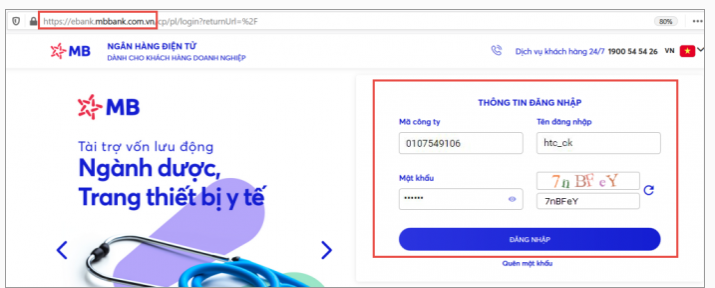 https://ebank.mbbank.com.vn/cp/pl/login?returnUrl=%2F
80%
MB
NGÂN HÀNG ĐIỆN TỬ
DÀNH CHO KHÁCH HÀNG DOANH NGHIỆP
Dịch vụ khách hàng 24/7 1900 54 54 26 VN
MB
Tài trợ vốn lưu động
Ngành dược,
Trang thiết bị y tế
THÔNG TIN ĐĂNG NHẬP
Mã công ty
Tên đăng nhập
0107549106
htc_ck
Mật khẩu
7n BF eY
••••••
7nBFeY
ĐĂNG NHẬP
Quên mật khẩu